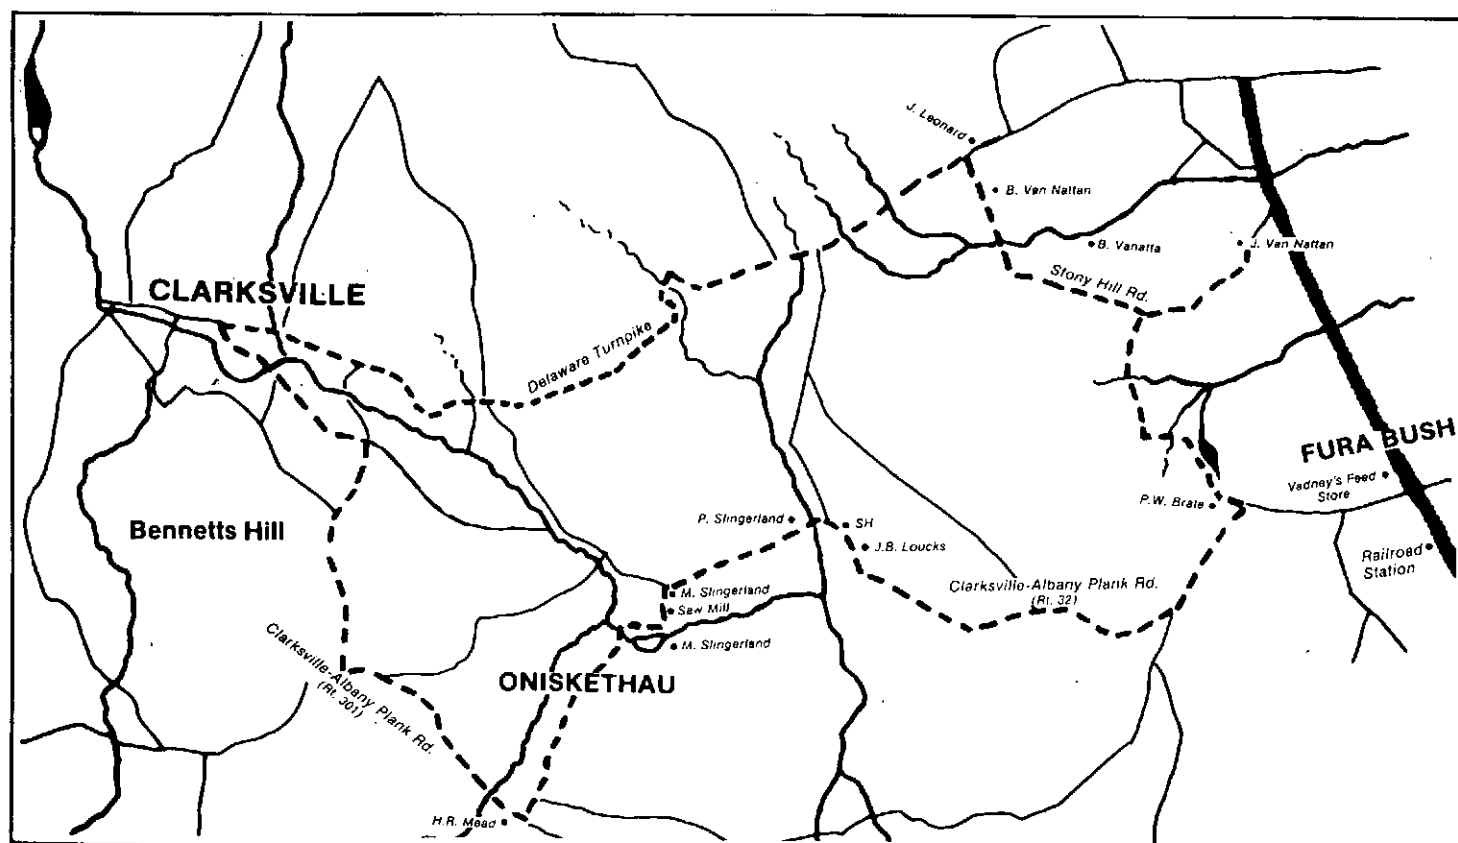 J. Leonard
B. Van Nattan
B. Vanatta
J. Van Nattan
Stony Hill Rd.
CLARKSVILLE
Delaware Turnpike
FURA BUSH
Vadney's Feed
Store
P.W. Brate
Bennetts Hill
P. Slingerland
SH
J.B. Loucks
Railroad
Station
Clarksville-Albany Plank Rd.
(Rt. 32)
M. Slingerland
Saw Mill
M. Slingerland
ONISKETHAU
Clarksville-Albany Plank Rd.
(Rt. 301)
H.R. Mead